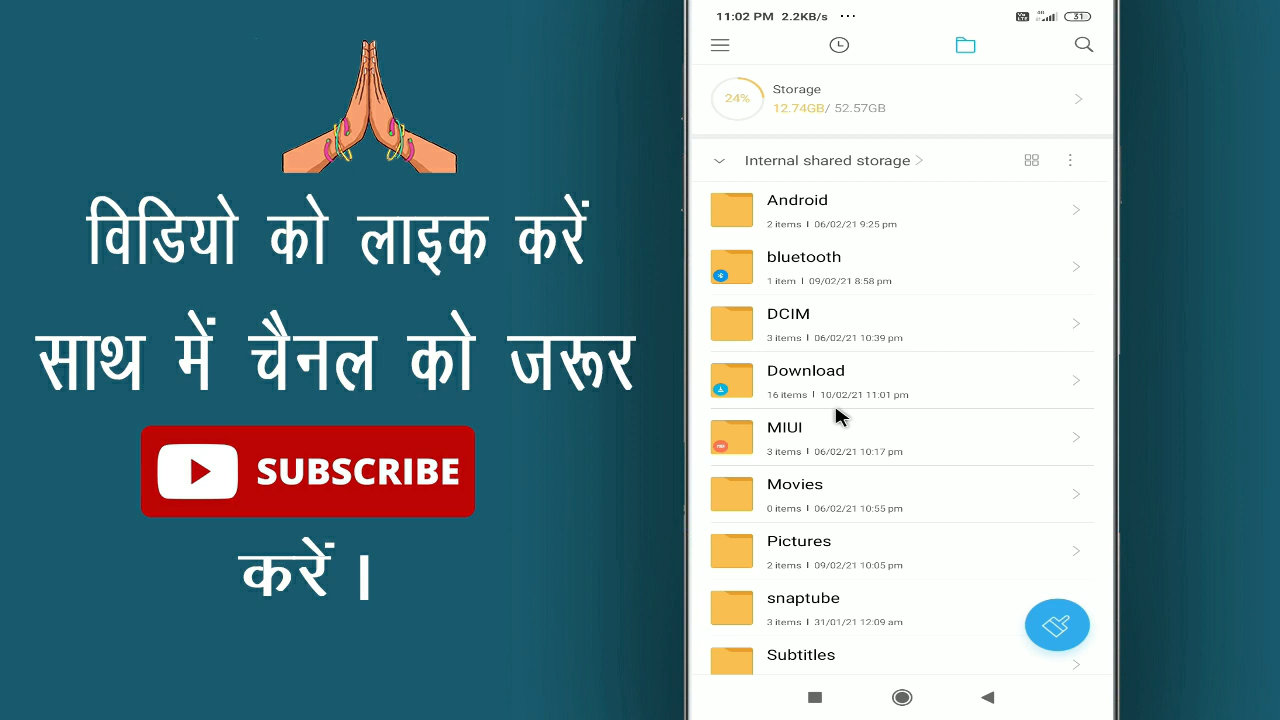 विडियो को लाइक करें
साथ में चैनल को जरूर
SUBSCRIBE
करें ।
11:02 PM 2.2KB/s ...
31
24%
Storage
12.74GB/ 52.57GB
Internal shared storage
Android
2 items | 06/02/21 9:25 pm
bluetooth
1 item | 09/02/21 8:58 pm
DCIM
3 items | 06/02/21 10:39 pm
Download
16 items | 10/02/21 11:01 pm
MIUI
3 items | 06/02/21 10:17 pm
Movies
0 items | 06/02/21 10:55 pm
Pictures
2 items | 09/02/21 10:05 pm
snaptube
3 items | 31/01/21 12:09 am
Subtitles